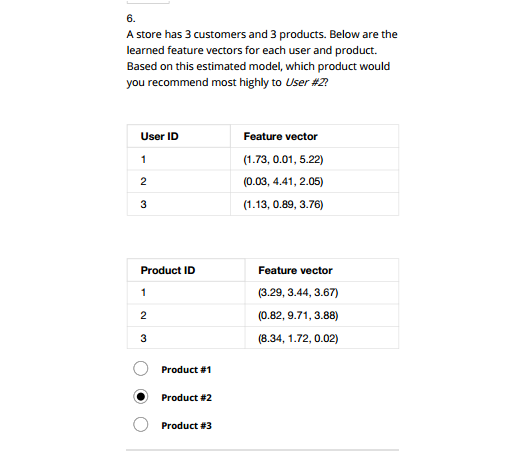 6.
A store has 3 customers and 3 products. Below are the
learned feature vectors for each user and product.
Based on this estimated model, which product would
you recommend most highly to User #2?
User ID Feature vector
1 (1.73, 0.01, 5.22)
2 (0.03, 4.41, 2.05)
3 (1.13, 0.89, 3.76)
Product ID Feature vector
1 (3.29, 3.44, 3.67)
2 (0.82, 9.71, 3.88)
3 (8.34, 1.72, 0.02)
Product #1
Product #2
Product #3